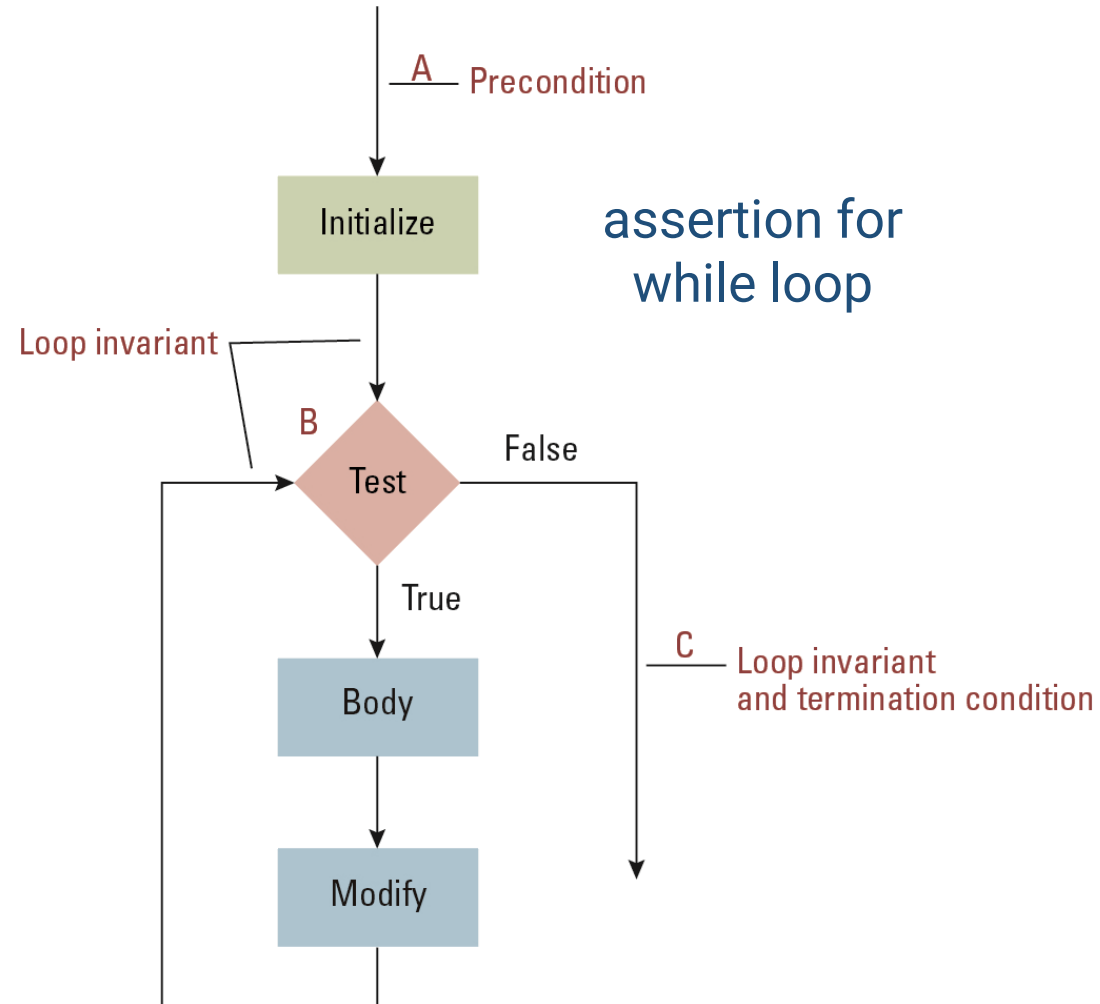 A
Precondition
Initialize
assertion for
while loop
Loop invariant
B
False
Test
True
C
Loop invariant
and termination condition
Body
Modify